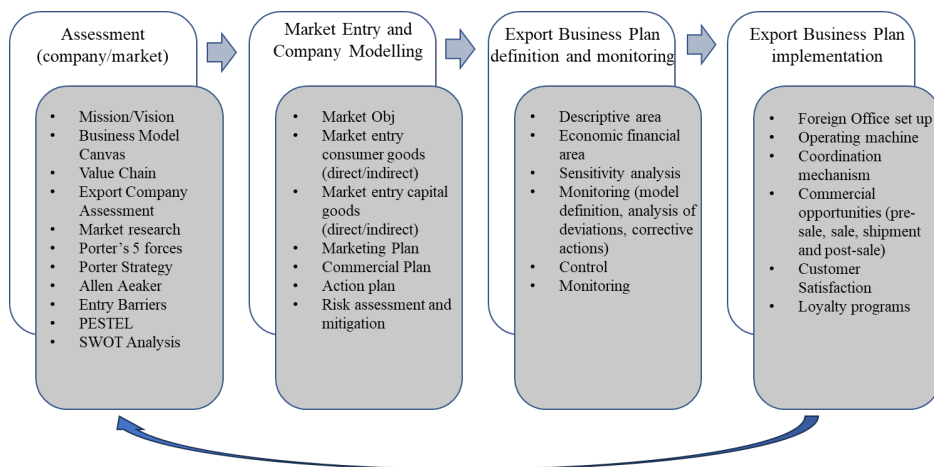 Assessment
(company/market)
• Mission/Vision
• Business Model
Canvas
• Value Chain
• Export Company
Assessment
• Market research
• Porter's 5 forces
• Porter Strategy
• Allen Aeaker
• Entry Barriers
• PESTEL
• SWOT Analysis
Market Entry and
Company Modelling
• Market Obj
• Market entry
consumer goods
(direct/indirect)
• Market entry capital
goods
(direct/indirect)
• Marketing Plan
• Commercial Plan
• Action plan
• Risk assessment and
mitigation
Export Business Plan
definition and monitoring
• Descriptive area
• Economic financial
area
• Sensitivity analysis
• Monitoring (model
definition, analysis of
deviations, corrective
actions)
• Control
• Monitoring
Export Business Plan
implementation
• Foreign Office set up
• Operating machine
• Coordination
mechanism
• Commercial
opportunities (pre-
sale, sale, shipment
and post-sale)
• Customer
Satisfaction
• Loyalty programs